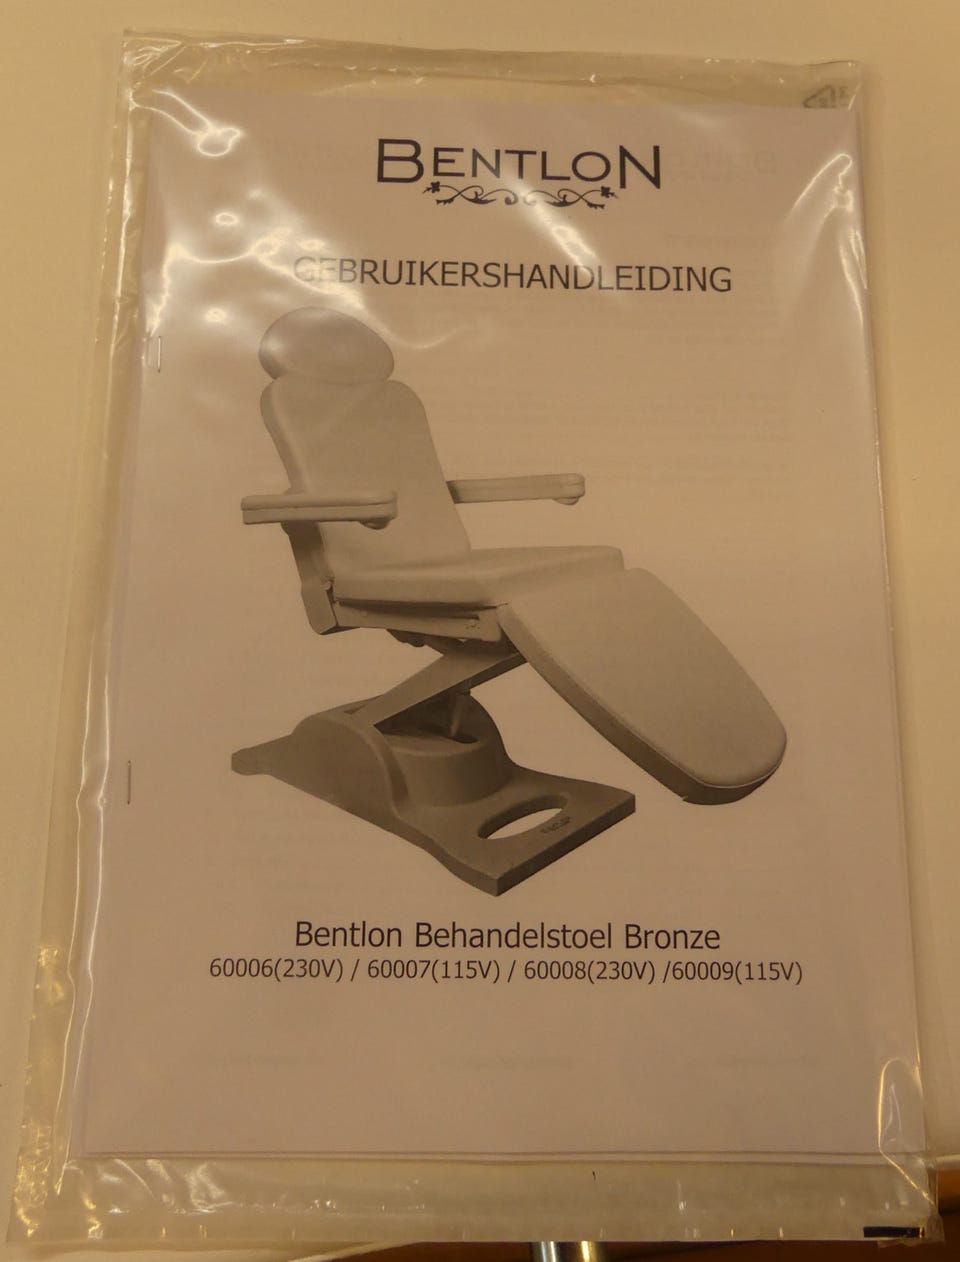 BENTLON
GEBRUIKERSHANDLEIDING
Bentlon Behandelstoel Bronze
60006(230V) / 60007(115V) / 60008(230V) /60009(115V)